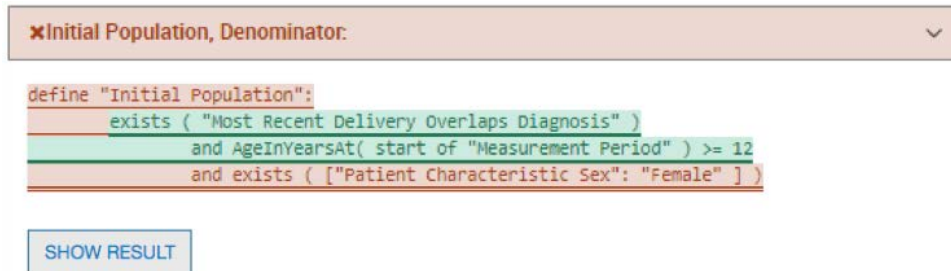 ×Initial Population, Denominator:
define "Initial Population":
exists ( "Most Recent Delivery Overlaps Diagnosis" )
and AgeInYearsAt( start of "Measurement Period" ) >= 12
and exists ( ["Patient Characteristic Sex": "Female" ] )
SHOW RESULT